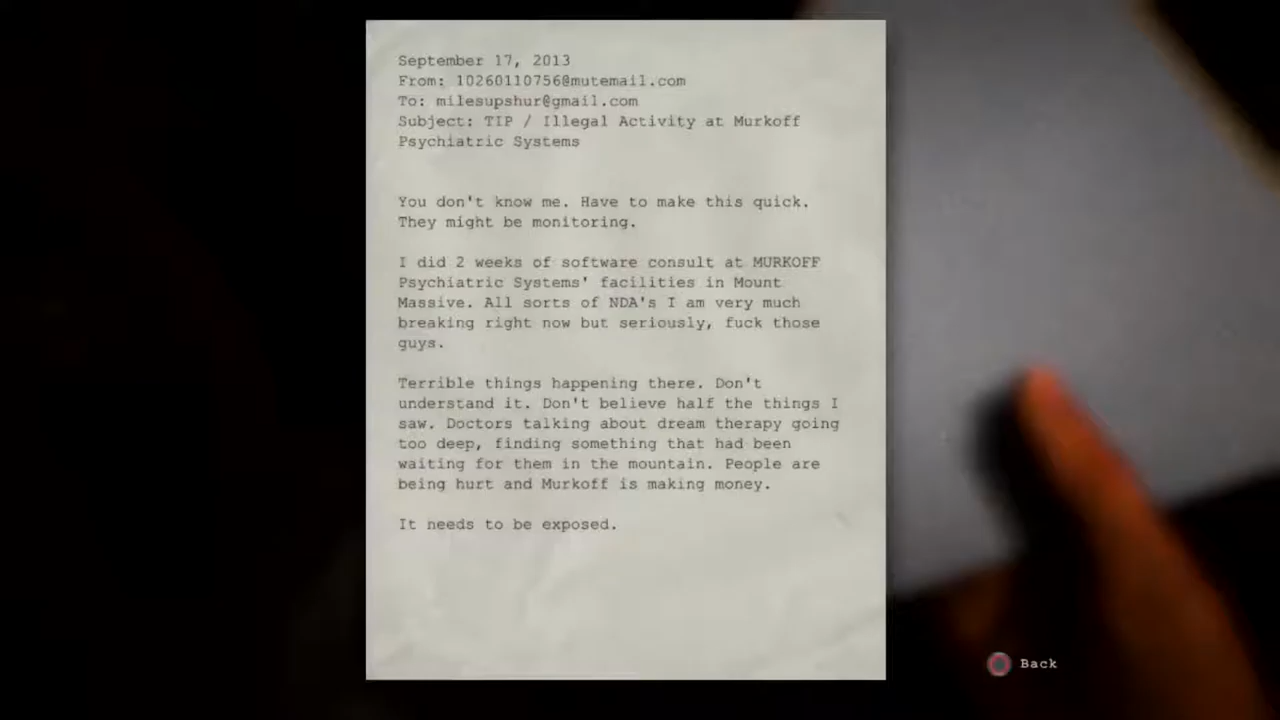 September 17, 2013
From: 10260110756@mutemail.com
To: milesupshur@gmail.com
Subject: TIP / Illegal Activity at Murkoff
Psychiatric Systems
You don't know me. Have to make this quick.
They might be monitoring.
I did 2 weeks of software consult at MURKOFF
Psychiatric Systems' facilities in Mount
Massive. All sorts of NDA's I am very much
breaking right now but seriously, fuck those
guys.
Terrible things happening there. Don't
understand it. Don't believe half the things I
saw. Doctors talking about dream therapy going
too deep, finding something that had been
waiting for them in the mountain. People are
being hurt and Murkoff is making money.
It needs to be exposed.
Back